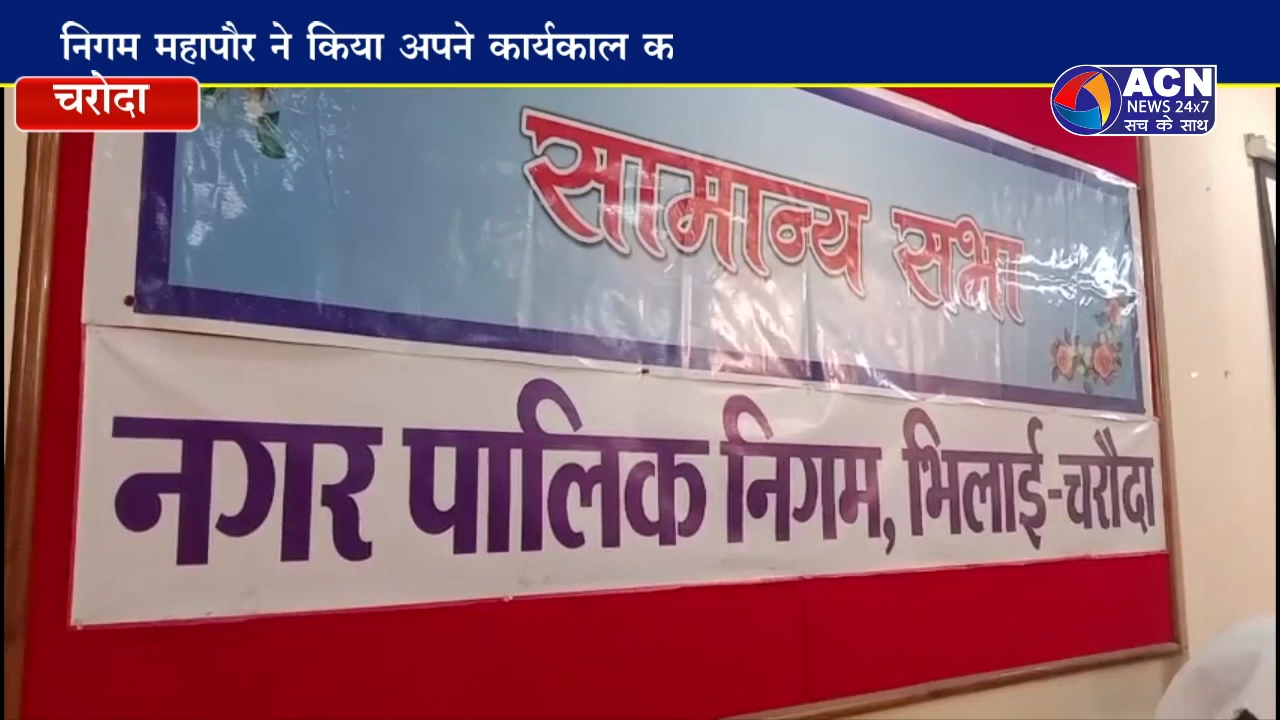 निगम महापौर ने किया अपने कार्यकाल क
चरोदा
ACN
NEWS 24x7
सच के साथ
सामान्य सभा
नगर पालिक निगम, भिलाई-चरौदा